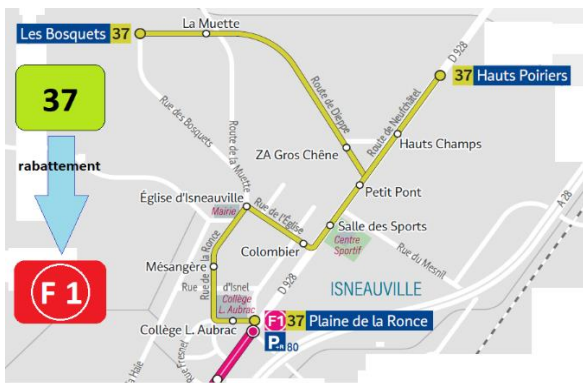 Les Bosquets 37
La Muette
D 928
37 Hauts Poiriers
37
rabattement
F 1
Rue des Bosquets
Route de la Muette
Route de Dieppe
Route de Neufchâtel
Hauts Champs
ZA Gros Chêne
Petit Pont
Église d'Isneauville
Mairie
Rue de l'Église
Salle des Sports
Centre
Sportif
Colombier
Rue du Mesnil
A 28
Mésangère
Rue de la Ronce
Rue d'Isnel
Collège
L. Aubrac
D 928
ISNEAUVILLE
Collège L. Aubrac
F1 37 Plaine de la Ronce
P+R 80
la Haie
Fresnel